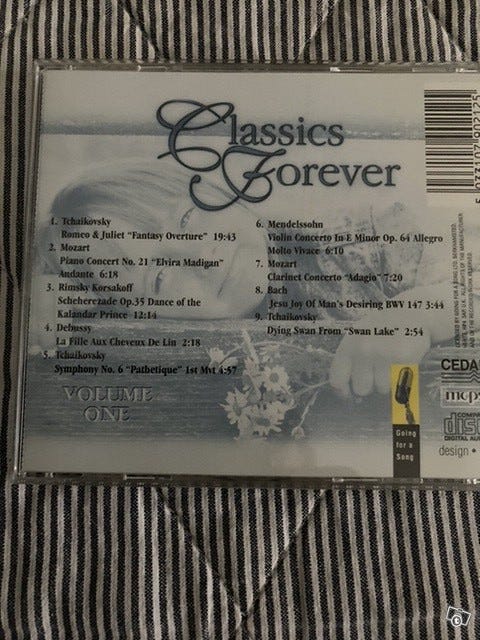 Classics
Forever
1. Tchaikovsky
Romeo & Juliet "Fantasy Overture" 19:43
2. Mozart
Piano Concert No. 21 "Elvira Madigan"
Andante 6:18
3. Rimsky Korsakoff
Scheherezade Op.35 Dance of the
Kalandar Prince 12:14
4. Debussy
La Fille Aux Cheveux De Lin 2:18
5. Tchaikovsky
Symphony No. 6 "Pathetique" 1st Mvt 4:57
6. Mendelssohn
Violin Concerto In E Minor Op. 64 Allegro
Molto Vivace 6:10
7. Mozart
Clarinet Concerto "Adagio" 7:20
8. Bach
Jesu Joy Of Man's Desiring BWV 147 3:44
9. Tchaikovsky
Dying Swan From "Swan Lake" 2:54
VOLUME
ONE
Going
for a
Song
CEDA
mcps
COMPA
disc
DIGITAL AUD
design •